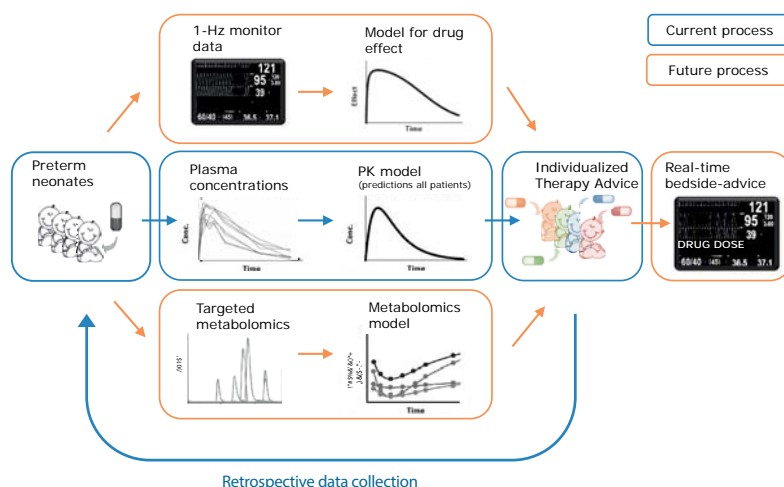 1-Hz monitor
data
121
95
39
60/40
(45)
36.5
37.1
Model for drug
effect
Effect
Time
Current process
Future process
Preterm
neonates
Plasma
concentrations
Conc.
Time
PK model
(predictions all patients)
Conc.
Time
Individualized
Therapy Advice
Real-time
bedside-advice
121
95
39
DRUG DOSE
60/40
(45)
36.5
37.1
Targeted
metabolomics
Metabolomics
model
Time
Retrospective data collection